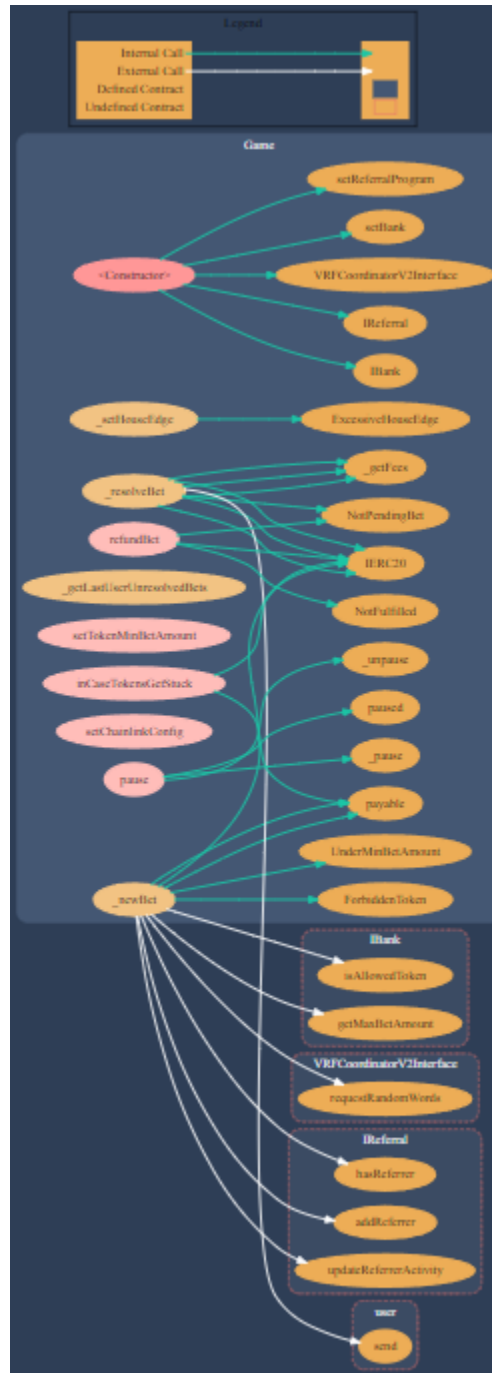 Legend
Internal Call
External Call
Defined Contract
Undefined Contract
Game
setReferralProgram
setBank
<Constructor>
VRFCoordinatorV2Interface
IReferral
IBank
_setHouseEdge
ExcessiveHouseEdge
_getFees
_resolveBet
NotPendingBet
refundBet
IERC20
_getLastUserUnresolvedBets
NotFulfilled
setTokenMinBetAmount
_unpause
inCaseTokensGetStuck
paused
setChainlinkConfig
_pause
pause
payable
UnderMinBetAmount
_newBet
ForbiddenToken
IBank
isAllowedToken
getMaxBetAmount
VRFCoordinatorV2Interface
requestRandomWords
IReferral
hasReferrer
addReferrer
updateReferrerActivity
user
send